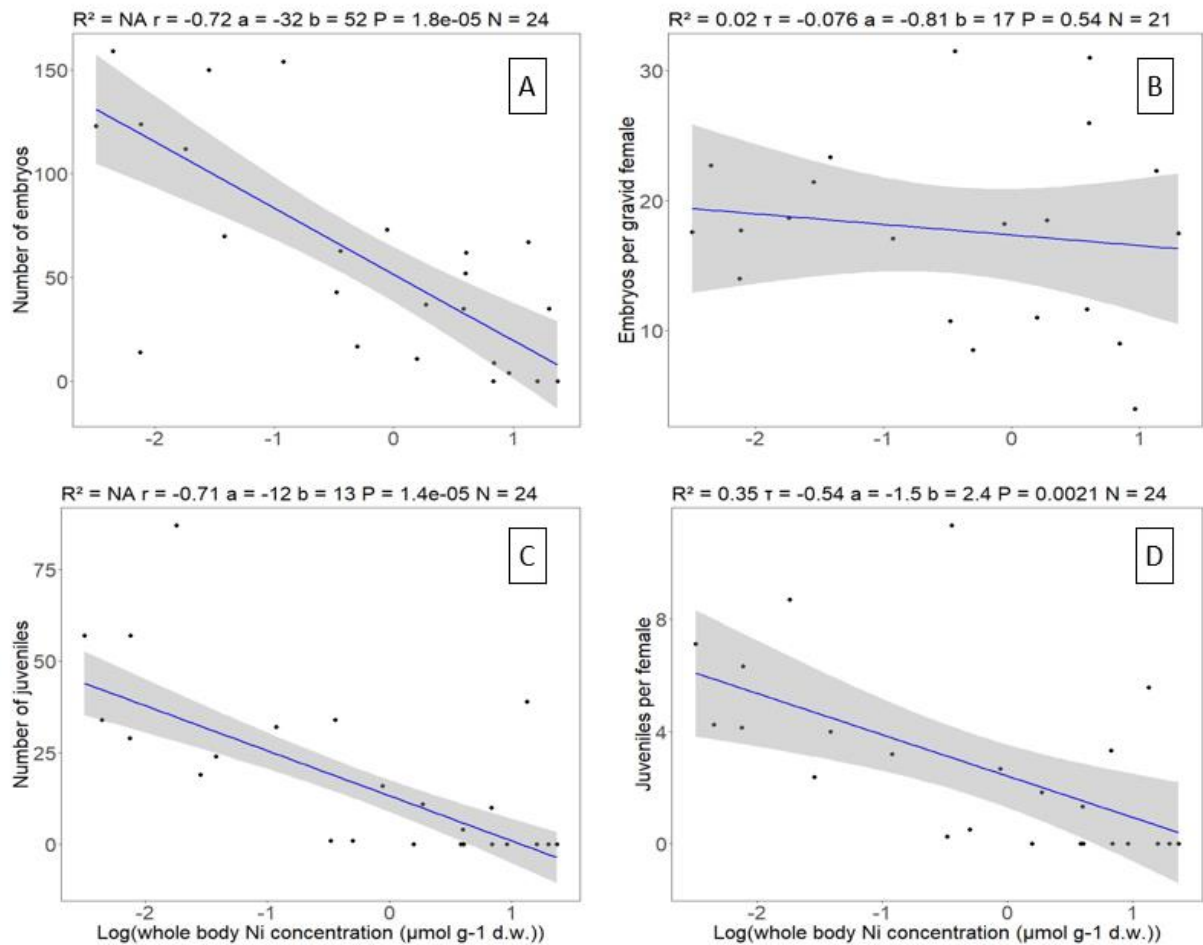 R² = NA r = -0.72 a = -32 b = 52 P = 1.8e-05 N = 24
A
Number of embryos
150
100
50
0
-2
-1
0
1
R² = 0.02 τ = -0.076 a = -0.81 b = 17 P = 0.54 N = 21
B
Embryos per gravid female
30
20
10
-2
-1
0
1
R² = NA r = -0.71 a = -12 b = 13 P = 1.4e-05 N = 24
C
Number of juveniles
75
50
25
0
-2
-1
0
1
Log(whole body Ni concentration (μmol g-1 d.w.))
R² = 0.35 τ = -0.54 a = -1.5 b = 2.4 P = 0.0021 N = 24
D
Juveniles per female
8
4
0
-2
-1
0
1
Log(whole body Ni concentration (μmol g-1 d.w.))